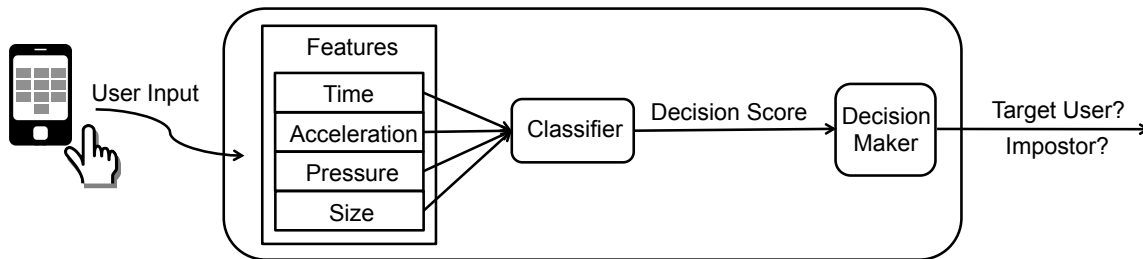 User Input
Features
Time
Acceleration
Pressure
Size
Classifier
Decision Score
Decision
Maker
Target User?
Impostor?